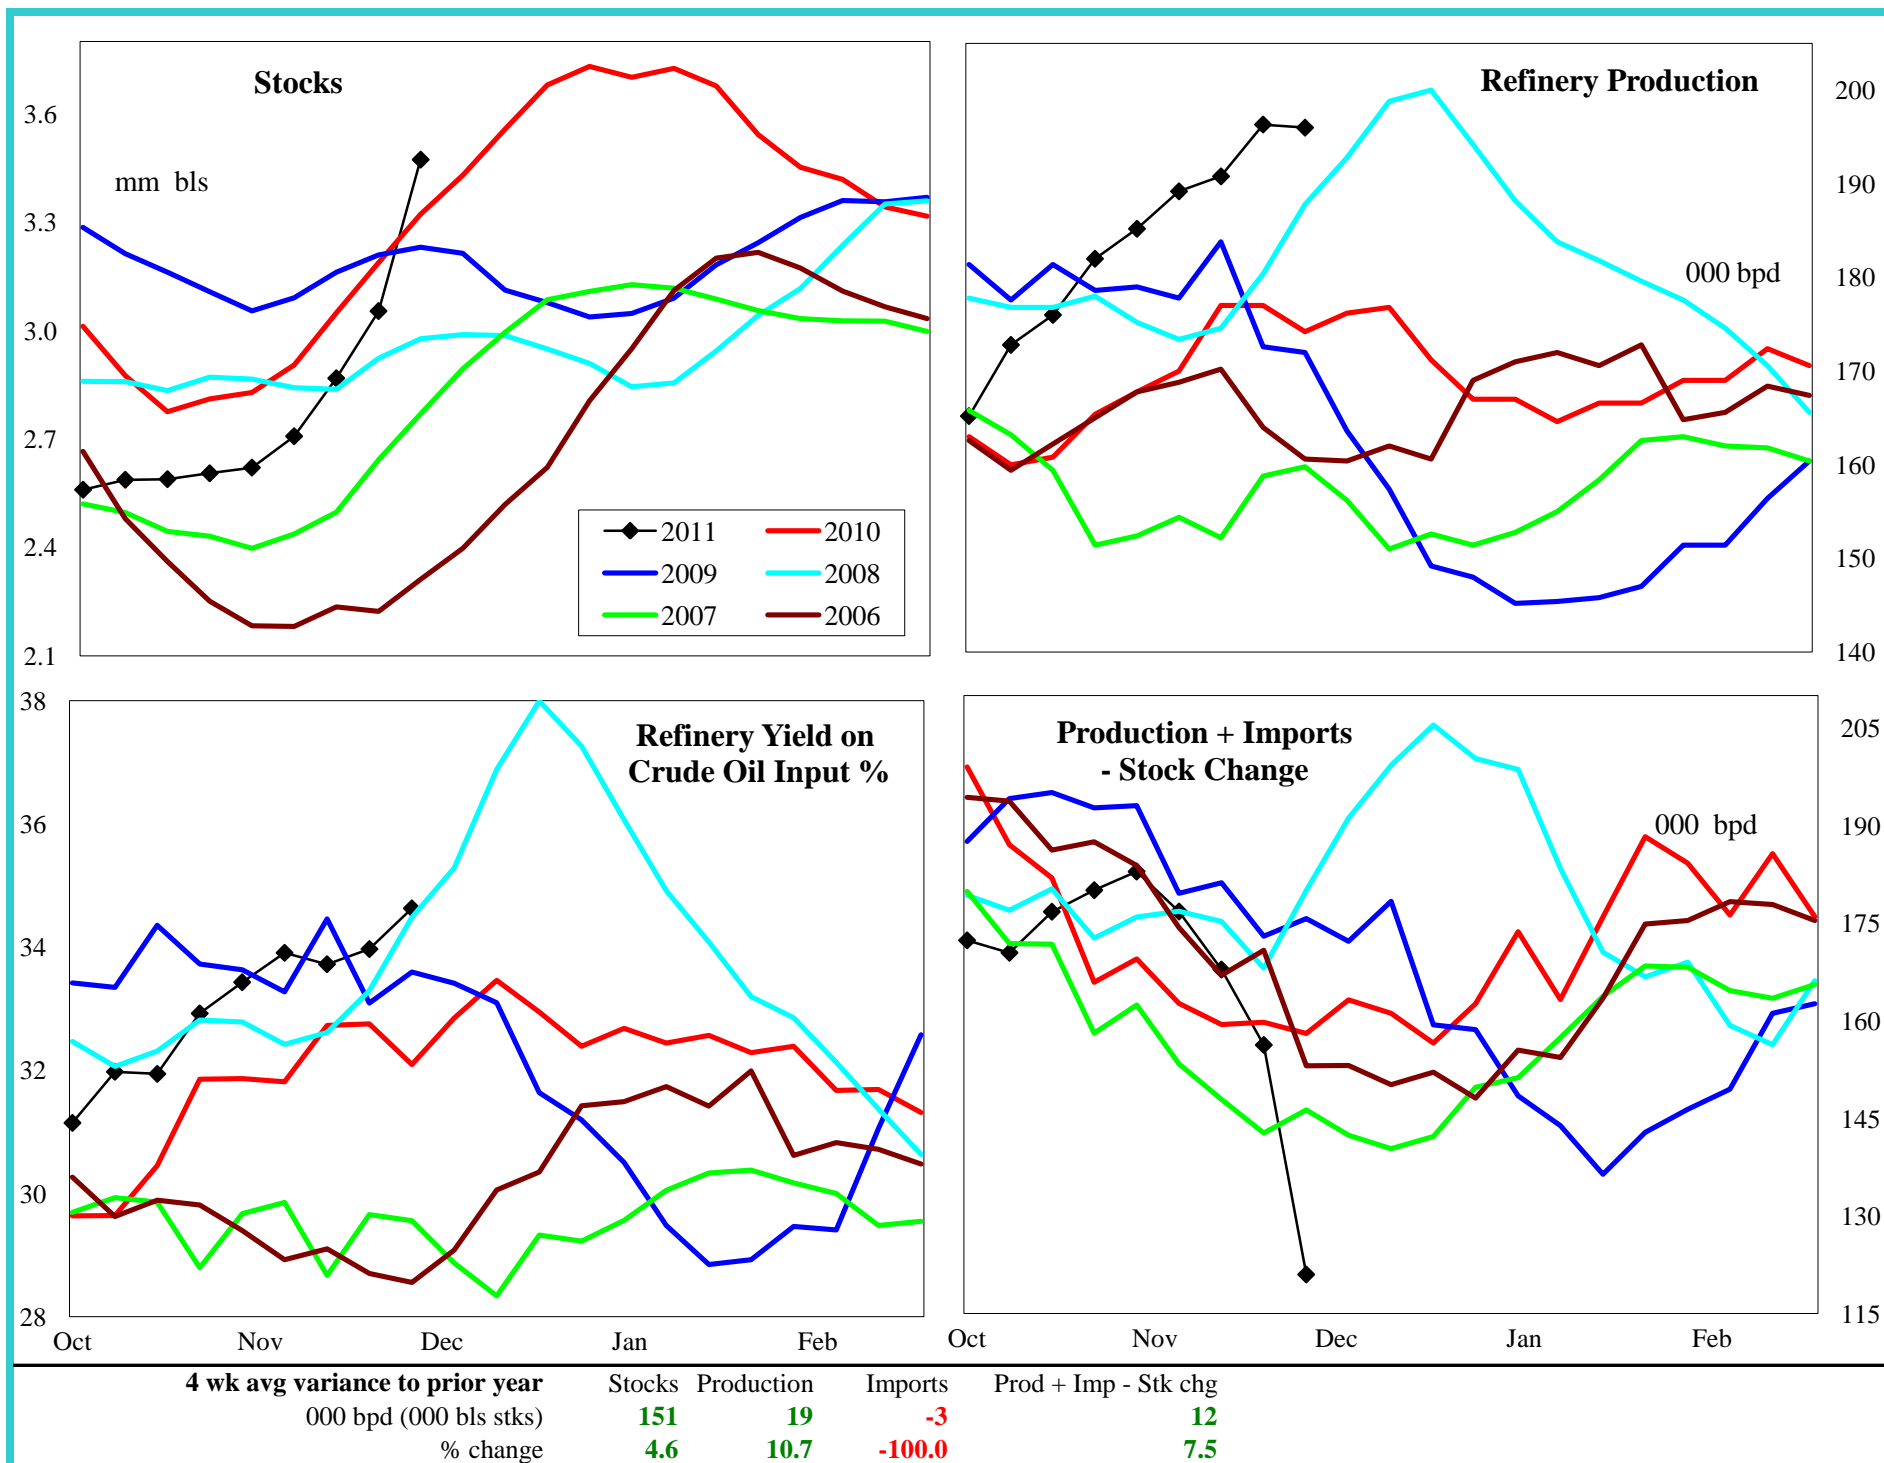 Stocks
mm bls
3.6
3.3
3.0
2.7
2.4
2.1
2011
2010
2009
2008
2007
2006
Refinery Production
000 bpd
200
190
180
170
160
150
140
Refinery Yield on
Crude Oil Input %
38
36
34
32
30
28
Oct Nov Dec Jan Feb
Production + Imports
- Stock Change
000 bpd
205
190
175
160
145
130
115
Oct Nov Dec Jan Feb
4 wk avg variance to prior year Stocks Production Imports Prod + Imp - Stk chg
000 bpd (000 bls stks) 151 19 -3 12
% change 4.6 10.7 -100.0 7.5